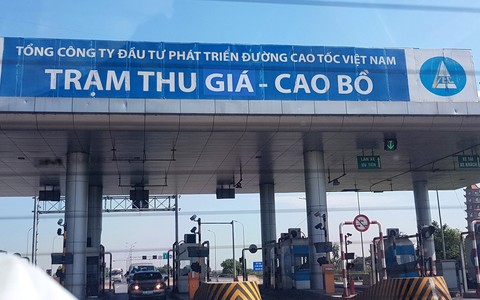 TỔNG CÔNG TY ĐẦU TƯ PHÁT TRIỂN ĐƯỜNG CAO TỐC VIỆT NAM
TRẠM THU GIÁ - CAO BỒ